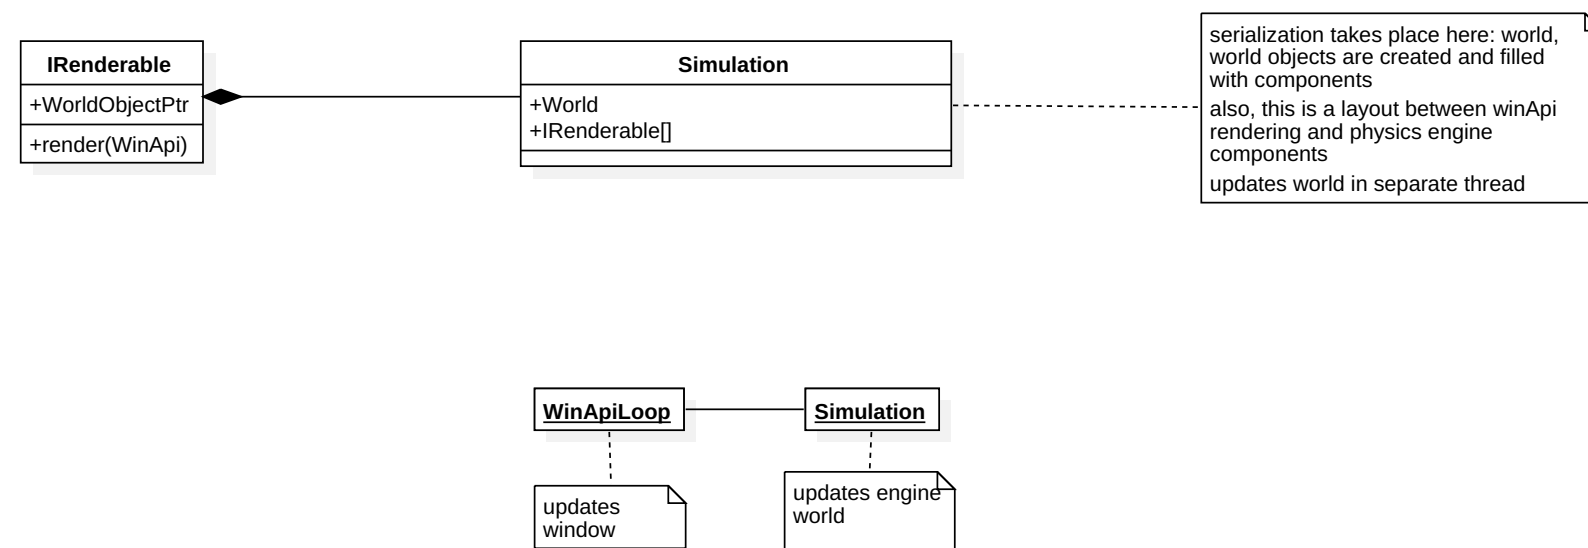 IRenderable
+WorldObjectPtr
+render(WinApi)
Simulation
+World
+IRenderable[]
serialization takes place here: world,
world objects are created and filled
with components
also, this is a layout between winApi
rendering and physics engine
components
updates world in separate thread
WinApiLoop
Simulation
updates
window
updates engine
world